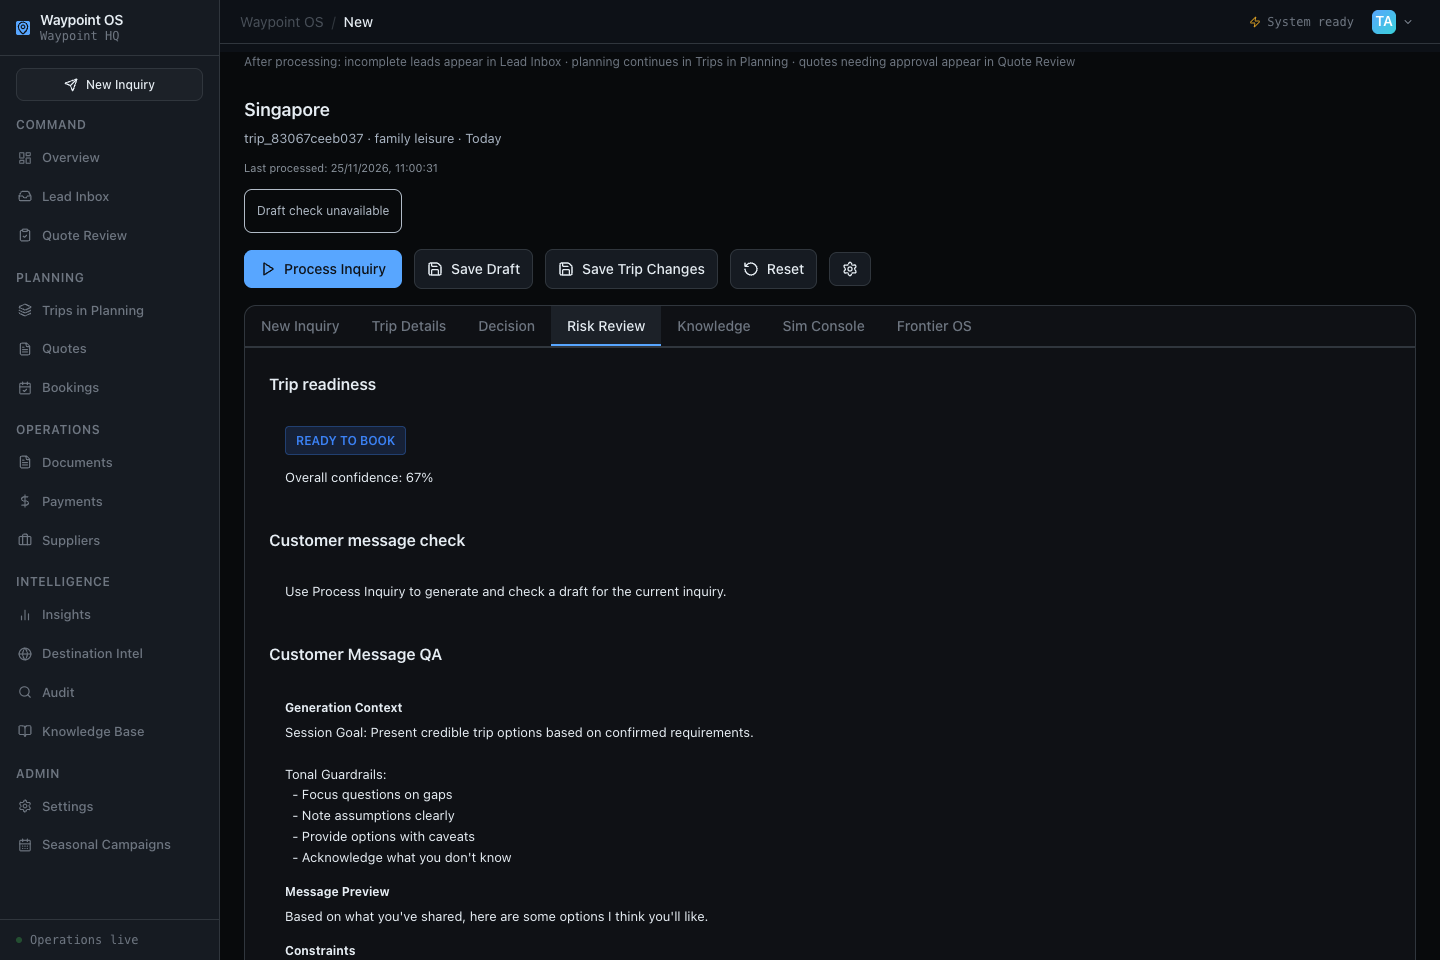 Waypoint OS
Waypoint HQ
New Inquiry
COMMAND
Overview
Lead Inbox
Quote Review
PLANNING
Trips in Planning
Quotes
Bookings
OPERATIONS
Documents
Payments
Suppliers
INTELLIGENCE
Insights
Destination Intel
Audit
Knowledge Base
ADMIN
Settings
Seasonal Campaigns
Operations live
Waypoint OS / New
System ready
TA
After processing: incomplete leads appear in Lead Inbox · planning continues in Trips in Planning · quotes needing approval appear in Quote Review
Singapore
trip_83067ceeb037 · family leisure · Today
Last processed: 25/11/2026, 11:00:31
Draft check unavailable
Process Inquiry
Save Draft
Save Trip Changes
Reset
New Inquiry
Trip Details
Decision
Risk Review
Knowledge
Sim Console
Frontier OS
Trip readiness
READY TO BOOK
Overall confidence: 67%
Customer message check
Use Process Inquiry to generate and check a draft for the current inquiry.
Customer Message QA
Generation Context
Session Goal: Present credible trip options based on confirmed requirements.
Tonal Guardrails:
- Focus questions on gaps
- Note assumptions clearly
- Provide options with caveats
- Acknowledge what you don't know
Message Preview
Based on what you've shared, here are some options I think you'll like.
Constraints